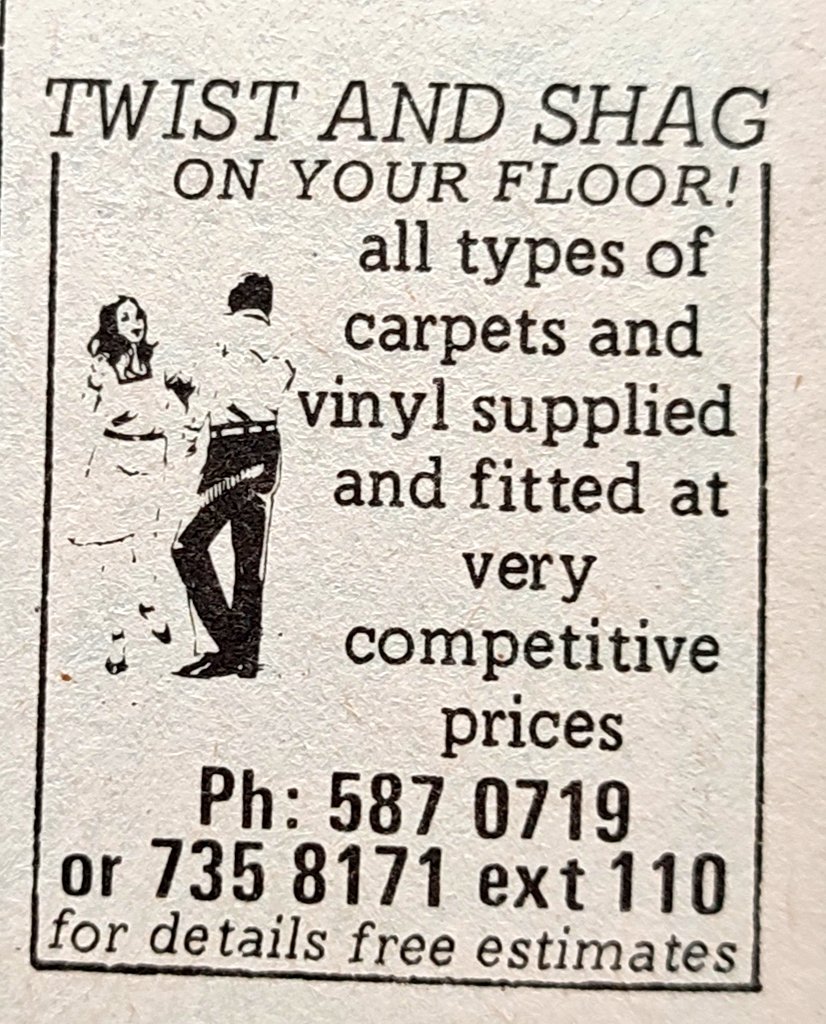 TWIST AND SHAG
ON YOUR FLOOR!
all types of
carpets and
vinyl supplied
and fitted at
very
competitive
prices
Ph: 587 0719
or 735 8171 ext 110
for details free estimates